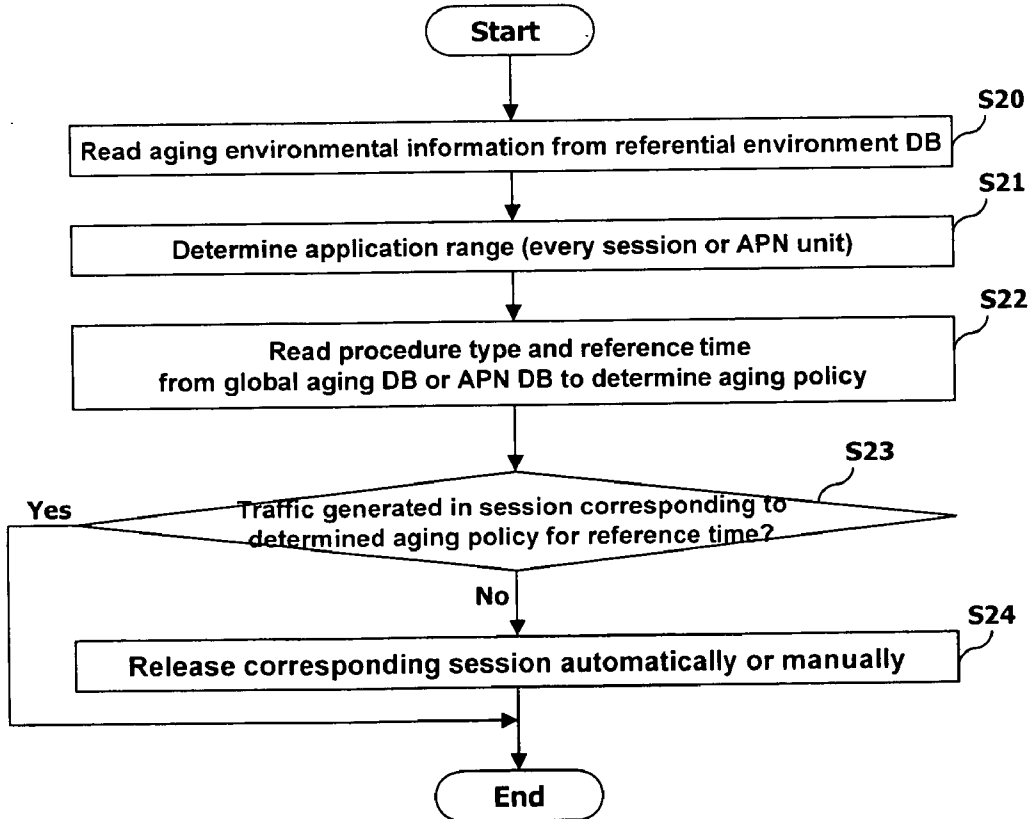 Start
S20
Read aging environmental information from referential environment DB
S21
Determine application range (every session or APN unit)
S22
Read procedure type and reference time
from global aging DB or APN DB to determine aging policy
S23
Yes
Traffic generated in session corresponding to
determined aging policy for reference time?
No
S24
Release corresponding session automatically or manually
End